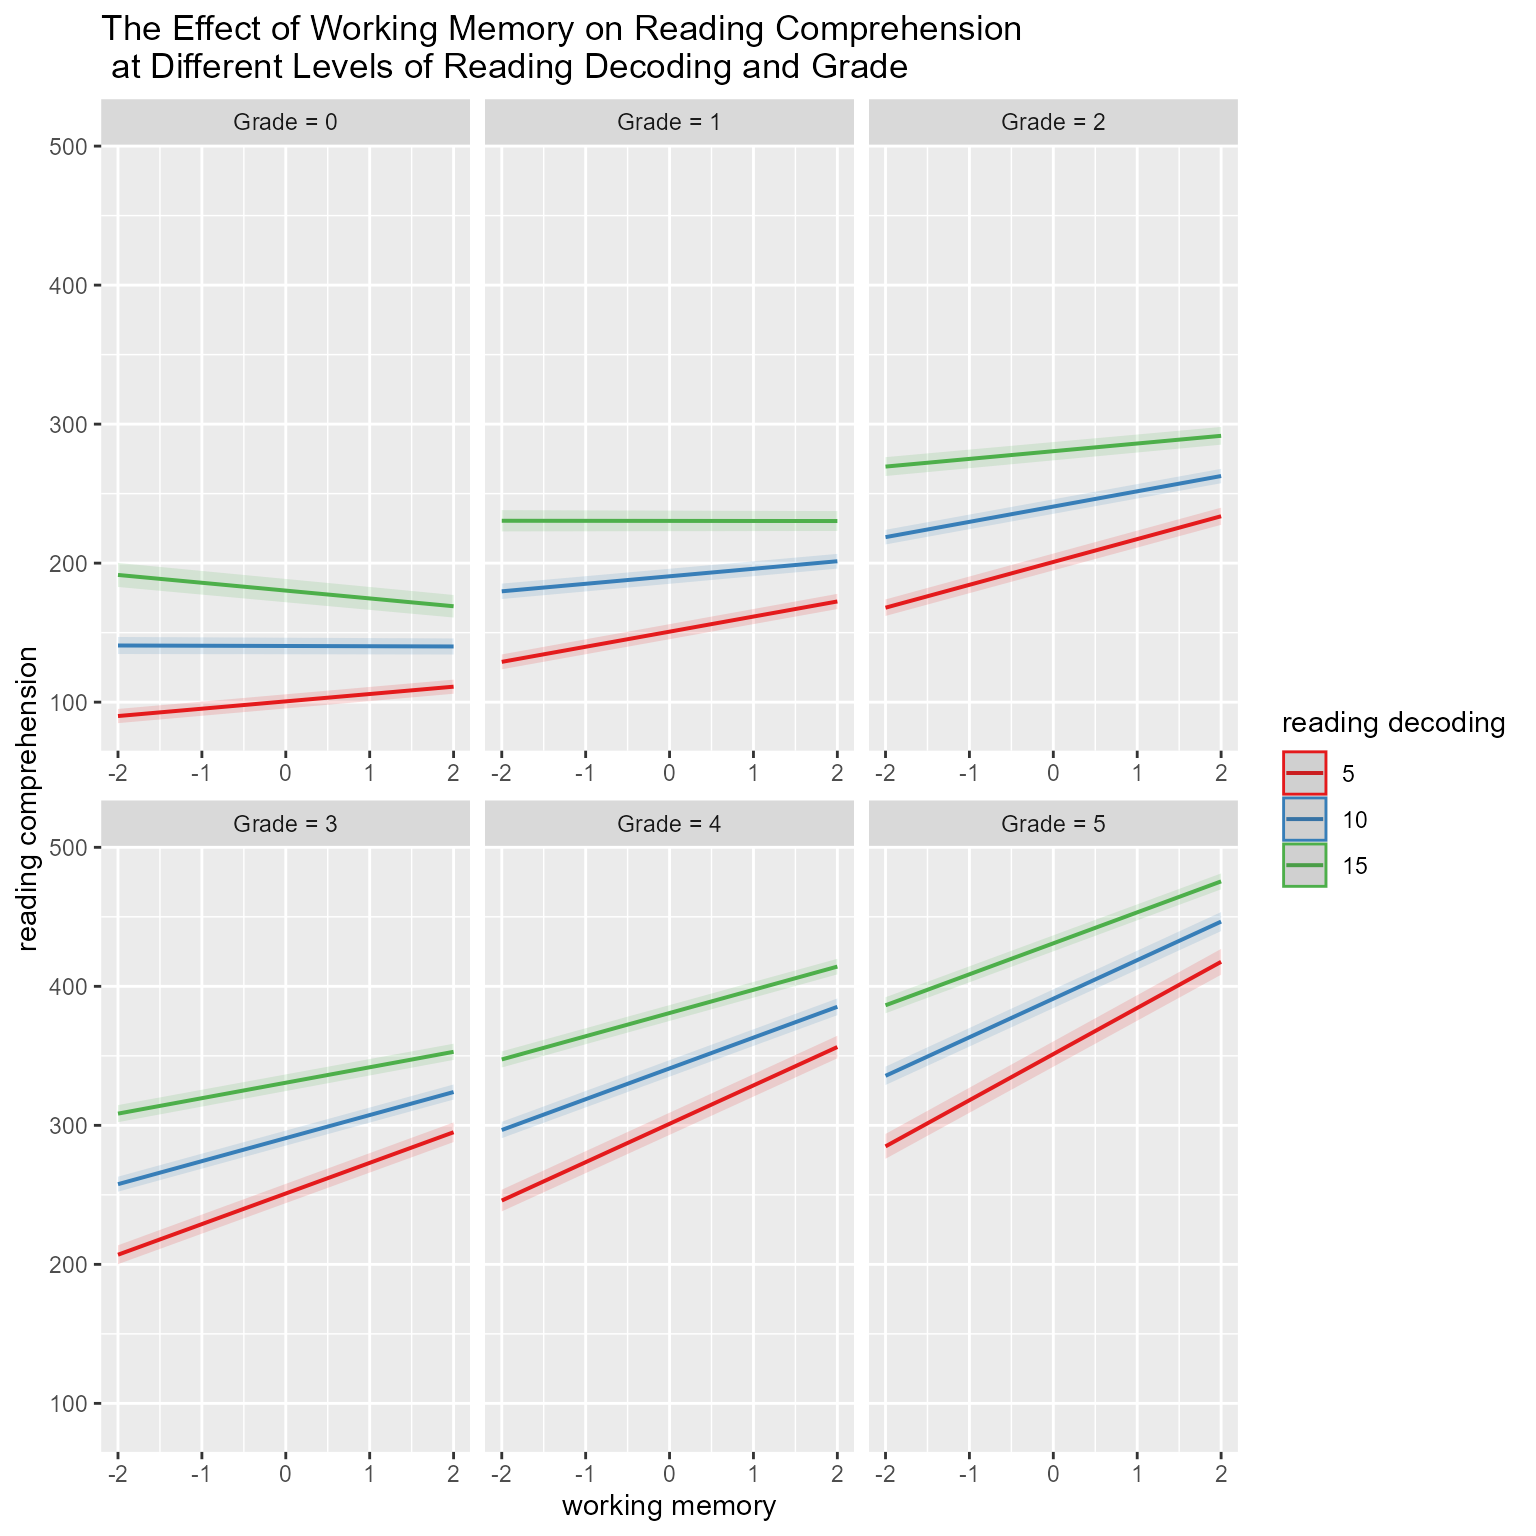 The Effect of Working Memory on Reading Comprehension
at Different Levels of Reading Decoding and Grade
Grade = 0
Grade = 1
Grade = 2
500
400
300
200
100
-2 -1 0 1 2
-2 -1 0 1 2
-2 -1 0 1 2
Grade = 3
Grade = 4
Grade = 5
500
400
300
200
100
-2 -1 0 1 2
-2 -1 0 1 2
-2 -1 0 1 2
reading comprehension
working memory
reading decoding
5
10
15